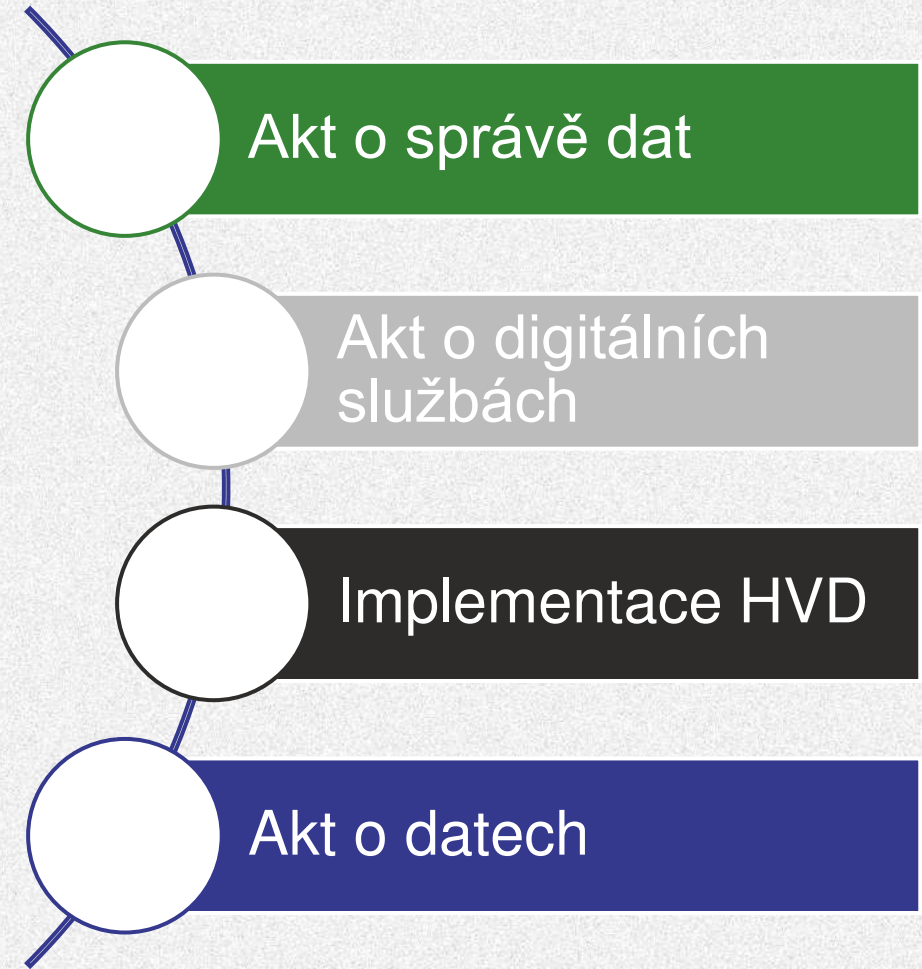 Akt o správě dat
Akt o digitálních
službách
Implementace HVD
Akt o datech